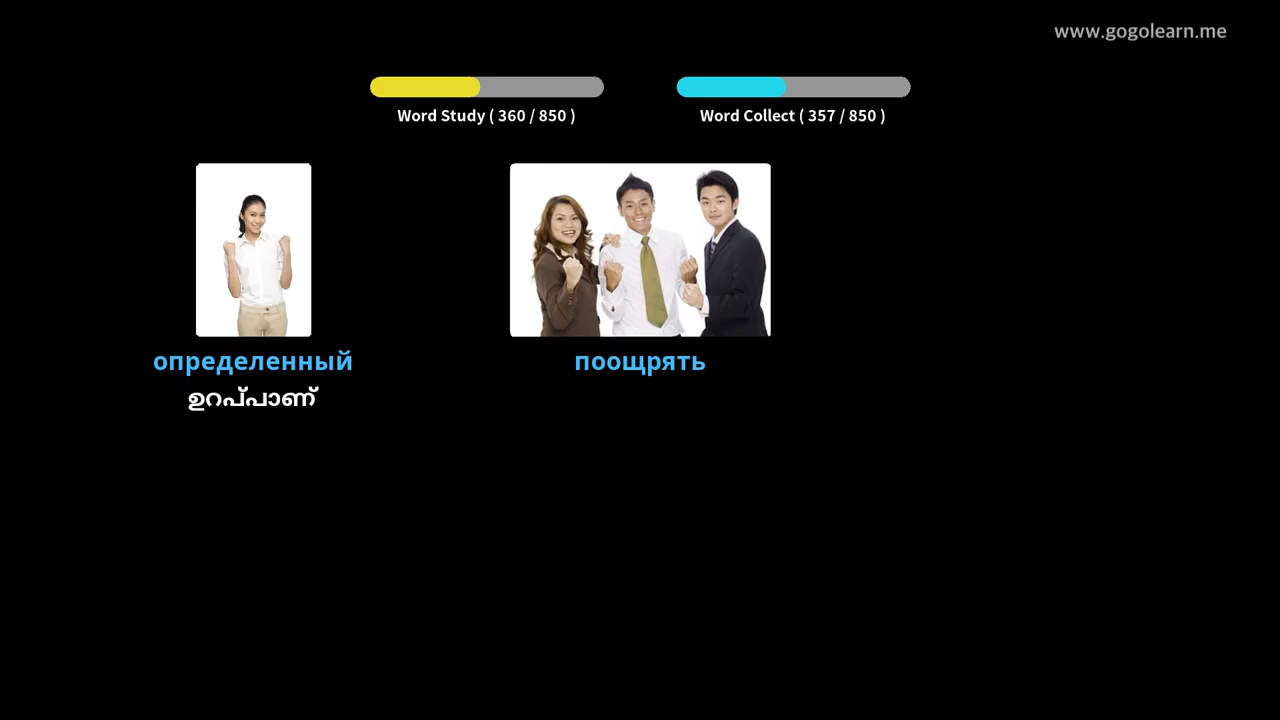 www.gogolearn.me
Word Study ( 360 / 850 )
Word Collect ( 357 / 850 )
определенный
ഉറപ്പാണ്
поощрять